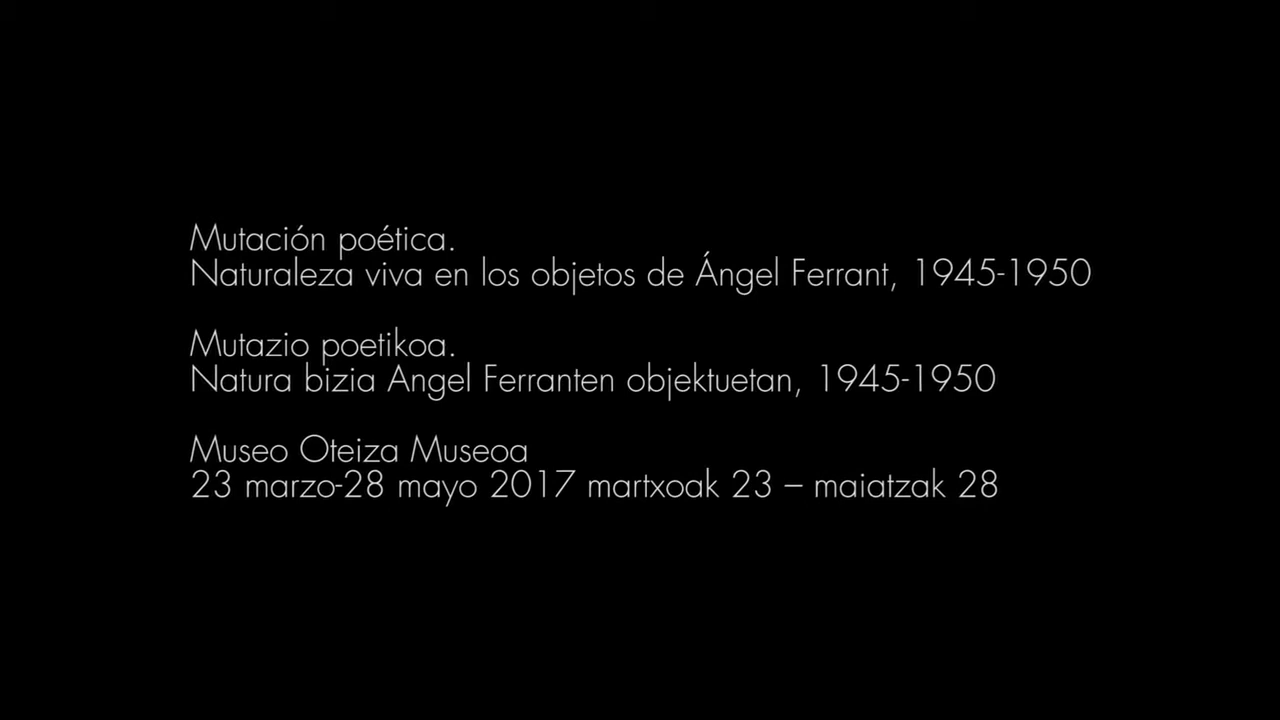 Mutación poética.
Naturaleza viva en los objetos de Ángel Ferrant, 1945-1950
Mutazio poetikoa.
Natura bizia Angel Ferranten objektuetan, 1945-1950
Museo Oteiza Museoa
23 marzo-28 mayo 2017 martxoak 23 – maiatzak 28